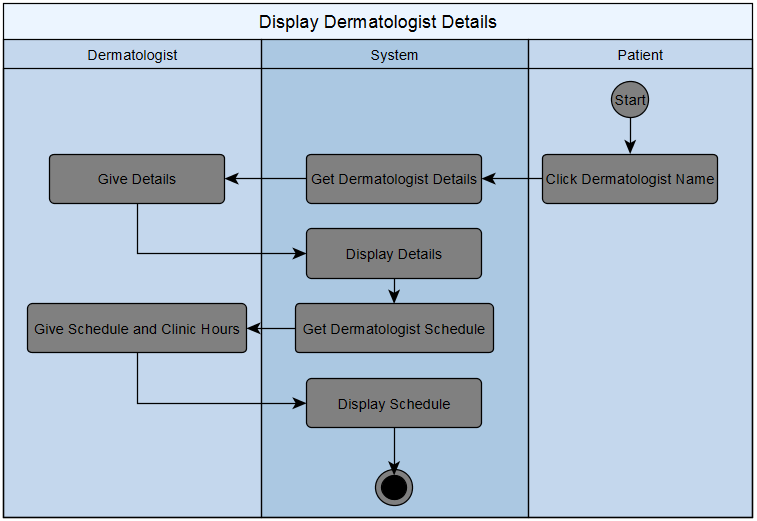 Display Dermatologist Details
Dermatologist
System
Patient
Start
Give Details
Get Dermatologist Details
Click Dermatologist Name
Display Details
Give Schedule and Clinic Hours
Get Dermatologist Schedule
Display Schedule